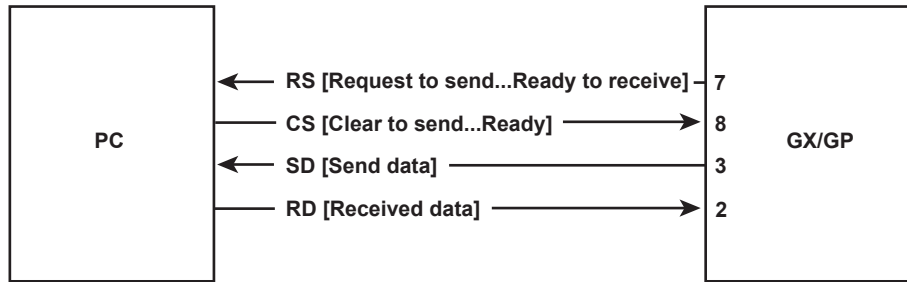 RS [Request to send...Ready to receive] 7
CS [Clear to send...Ready] 8
PC
GX/GP
SD [Send data] 3
RD [Received data] 2